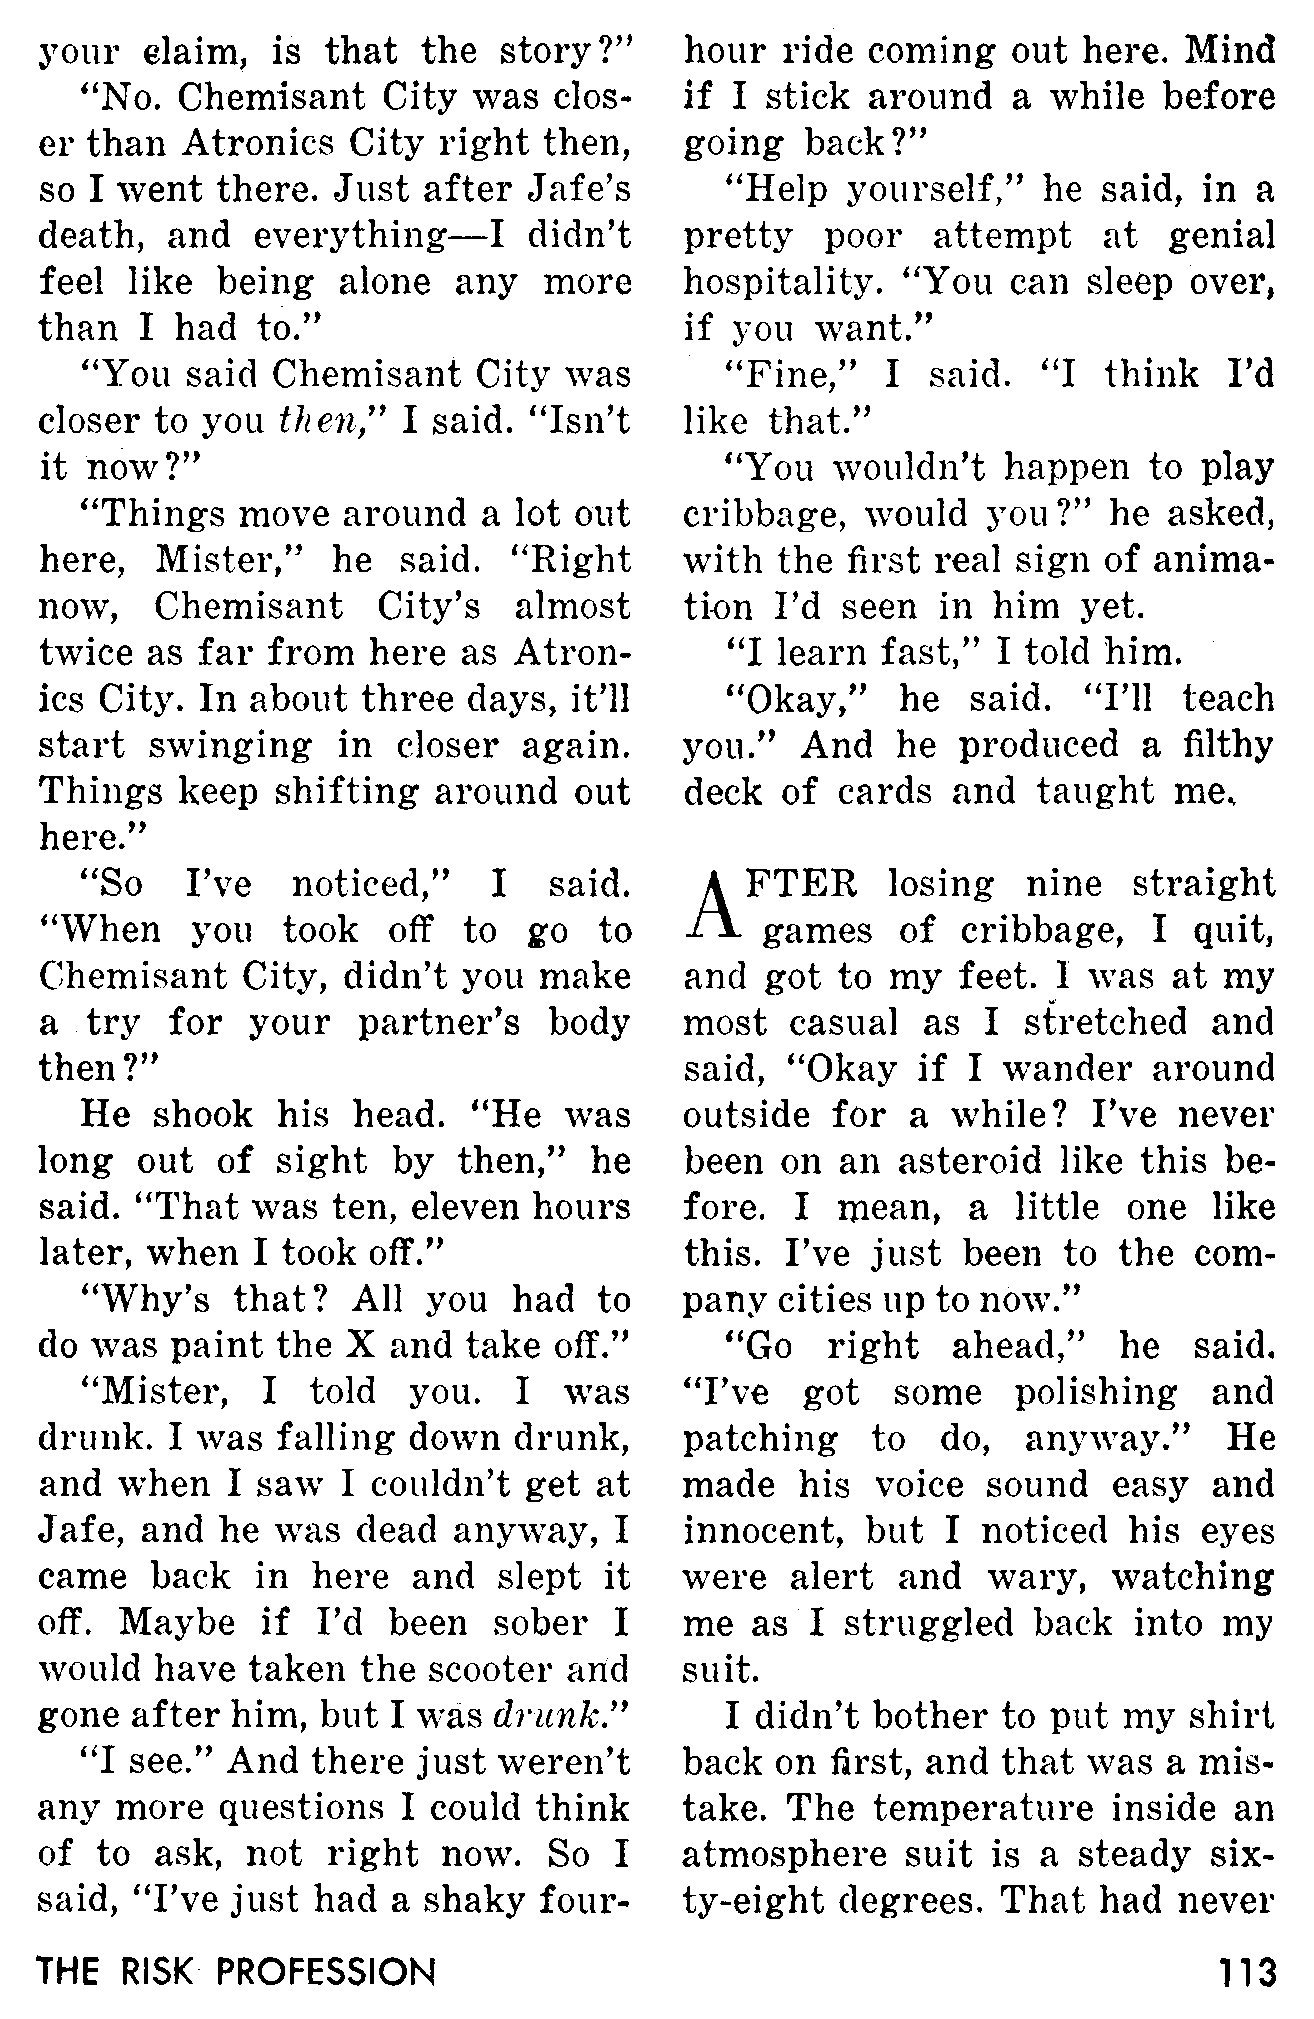 your claim, is that the story?”
“No. Chemisant City was clos-
er than Atronics City right then,
so I went there. Just after Jafe’s
death, and everything—I didn’t
feel like being alone any more
than I had to.”
“You said Chemisant City was
closer to you then,” I said. “Isn’t
it now?”
“Things move around a lot out
here, Mister,” he said. “Right
now, Chemisant City’s almost
twice as far from here as Atron-
ics City. In about three days, it’ll
start swinging in closer again.
Things keep shifting around out
here.”
“So I’ve noticed,” I said.
“When you took off to go to
Chemisant City, didn’t you make
a try for your partner’s body
then?”
He shook his head. “He was
long out of sight by then,” he
said. “That was ten, eleven hours
later, when I took off.”
“Why’s that? All you had to
do was paint the X and take off.”
“Mister, I told you. I was
drunk. I was falling down drunk,
and when I saw I couldn’t get at
Jafe, and he was dead anyway, I
came back in here and slept it
off. Maybe if I’d been sober I
would have taken the scooter and
gone after him, but I was drunk.”
“I see.” And there just weren’t
any more questions I could think
of to ask, not right now. So I
said, “I’ve just had a shaky four-
hour ride coming out here. Mind
if I stick around a while before
going back?”
“Help yourself,” he said, in a
pretty poor attempt at genial
hospitality. “You can sleep over,
if you want.”
“Fine,” I said. “I think I’d
like that.”
“You wouldn’t happen to play
cribbage, would you?” he asked,
with the first real sign of anima-
tion I’d seen in him yet.
“I learn fast,” I told him.
“Okay,” he said. “I’ll teach
you.” And he produced a filthy
deck of cards and taught me.
AFTER losing nine straight
games of cribbage, I quit,
and got to my feet. I was at my
most casual as I stretched and
said, “Okay if I wander around
outside for a while? I’ve never
been on an asteroid like this be-
fore. I mean, a little one like
this. I’ve just been to the com-
pany cities up to now.”
“Go right ahead,” he said.
“I’ve got some polishing and
patching to do, anyway.” He
made his voice sound easy and
innocent, but I noticed his eyes
were alert and wary, watching
me as I struggled back into my
suit.
I didn’t bother to put my shirt
back on first, and that was a mis-
take. The temperature inside an
atmosphere suit is a steady six-
ty-eight degrees. That had never
THE RISK PROFESSION 113